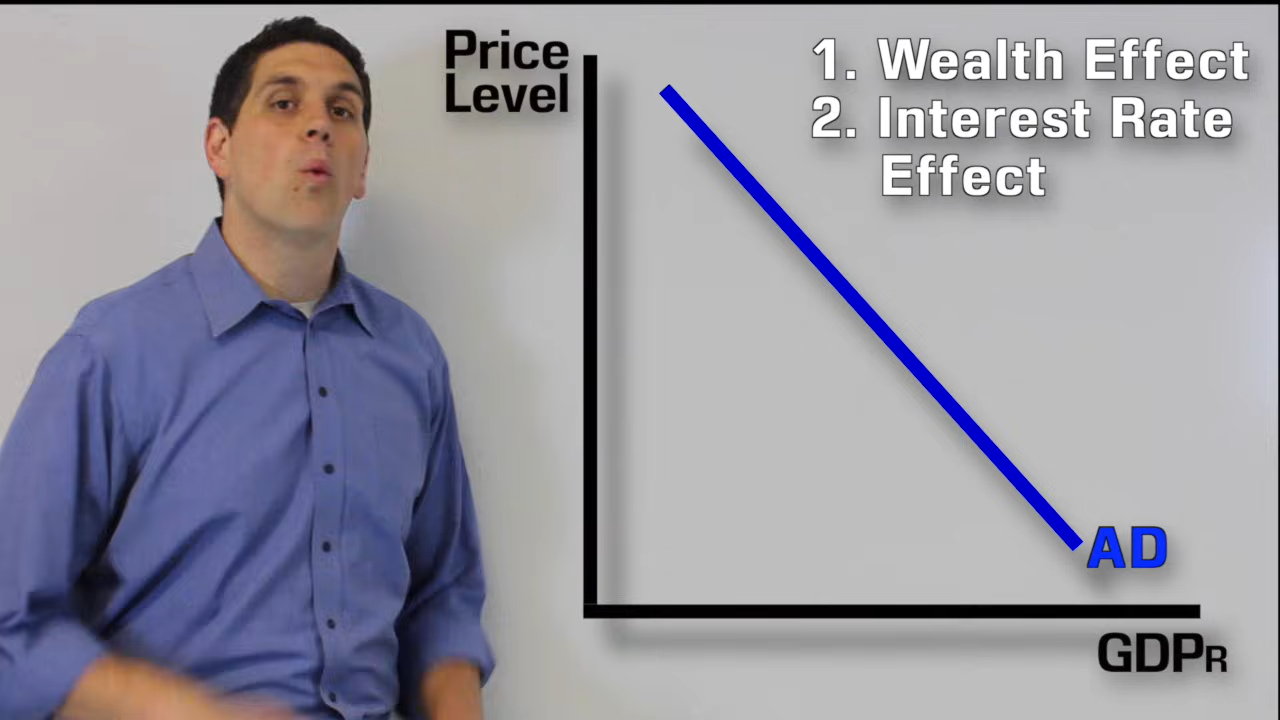 Price
Level
1. Wealth Effect
2. Interest Rate
Effect
AD
GDPR